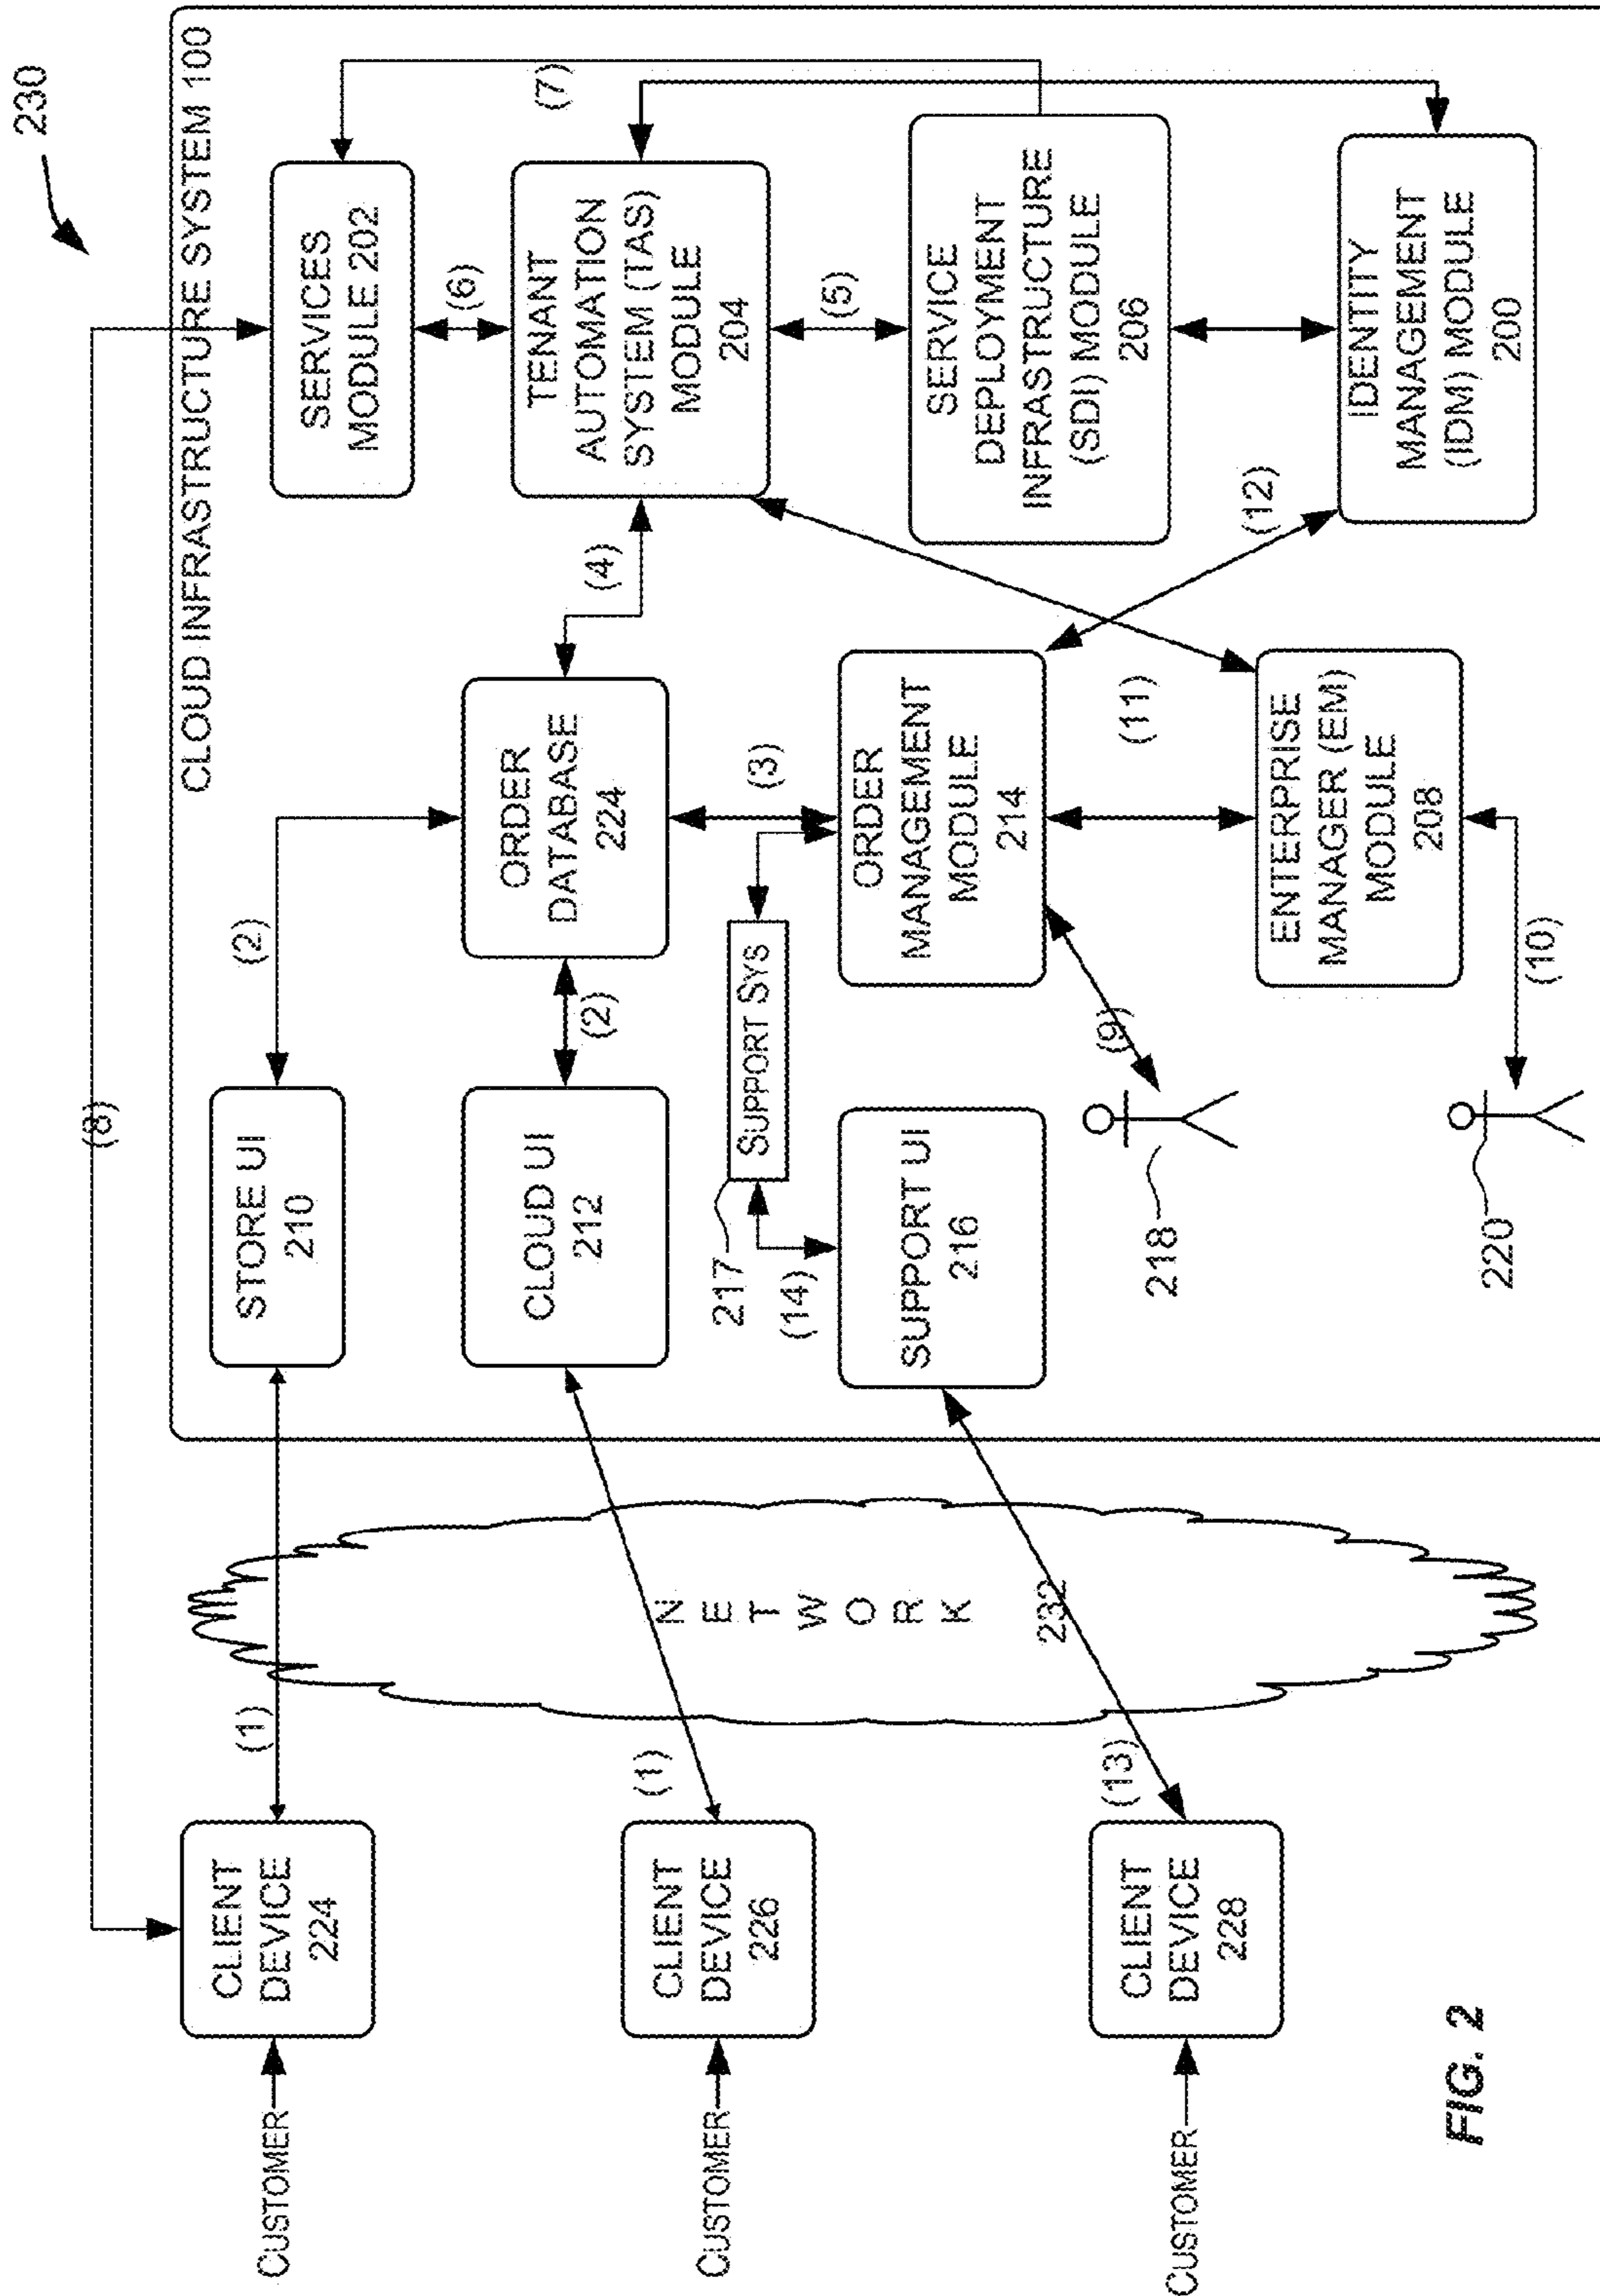 230
CLOUD INFRASTRUCTURE SYSTEM 100
(8)
CUSTOMER
CLIENT
DEVICE
224
(1)
STORE UI
210
(2)
SERVICES
MODULE 202
(7)
(6)
CUSTOMER
CLIENT
DEVICE
226
(1)
N
E
T
W
O
R
K
232
CLOUD UI
212
(2)
ORDER
DATABASE
224
(4)
TENANT
AUTOMATION
SYSTEM (TAS)
MODULE
204
(3)
(5)
217
SUPPORT SYS
(14)
CUSTOMER
CLIENT
DEVICE
228
(13)
SUPPORT UI
216
ORDER
MANAGEMENT
MODULE
214
SERVICE
DEPLOYMENT
INFRASTRUCTURE
(SDI) MODULE
206
(9)
218
(11)
(12)
ENTERPRISE
MANAGER (EM)
MODULE
208
IDENTITY
MANAGEMENT
(IDM) MODULE
200
220
(10)
FIG. 2